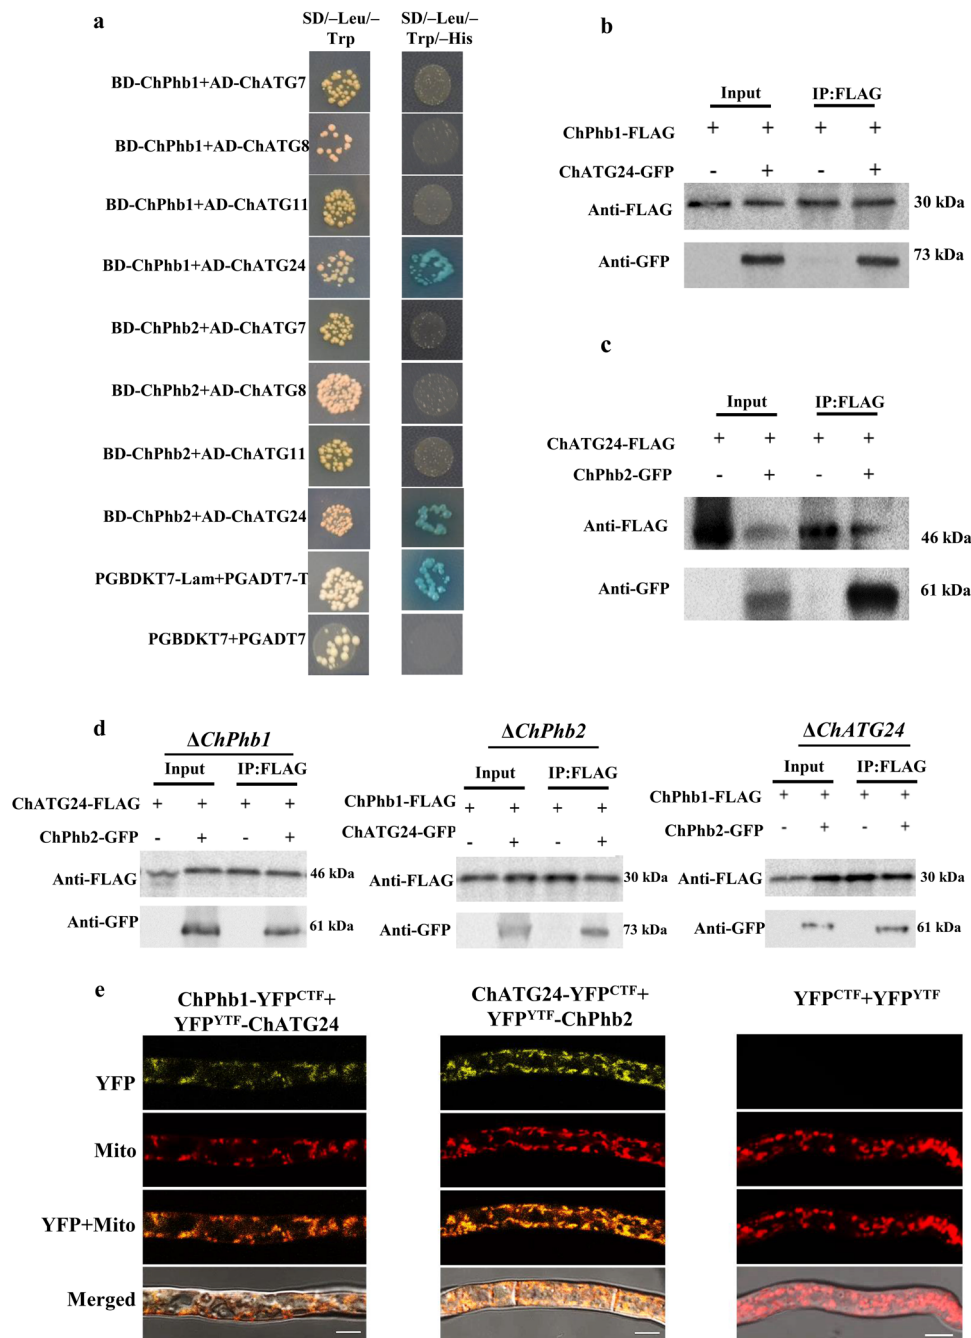 a
SD/–Leu/–
Trp
SD/–Leu/–
Trp/–His
BD-ChPhb1+AD-ChATG7
BD-ChPhb1+AD-ChATG8
BD-ChPhb1+AD-ChATG11
BD-ChPhb1+AD-ChATG24
BD-ChPhb2+AD-ChATG7
BD-ChPhb2+AD-ChATG8
BD-ChPhb2+AD-ChATG11
BD-ChPhb2+AD-ChATG24
PGBDKT7-Lam+PGADT7-T
PGBDKT7+PGADT7
b
Input IP:FLAG
ChPhb1-FLAG + + + +
ChATG24-GFP - + - +
Anti-FLAG 30 kDa
Anti-GFP 73 kDa
c
Input IP:FLAG
ChATG24-FLAG + + + +
ChPhb2-GFP - + - +
Anti-FLAG 46 kDa
Anti-GFP 61 kDa
d
ΔChPhb1
Input IP:FLAG
ChATG24-FLAG + + + +
ChPhb2-GFP - + - +
Anti-FLAG 46 kDa
Anti-GFP 61 kDa
ΔChPhb2
Input IP:FLAG
ChPhb1-FLAG + + + +
ChATG24-GFP - + - +
Anti-FLAG 30 kDa
Anti-GFP 73 kDa
ΔChATG24
Input IP:FLAG
ChPhb1-FLAG + + + +
ChPhb2-GFP - + - +
Anti-FLAG 30 kDa
Anti-GFP 61 kDa
e
ChPhb1-YFPCTF+
YFPYTF-ChATG24
ChATG24-YFPCTF+
YFPYTF-ChPhb2
YFPCTF+YFPYTF
YFP
Mito
YFP+Mito
Merged